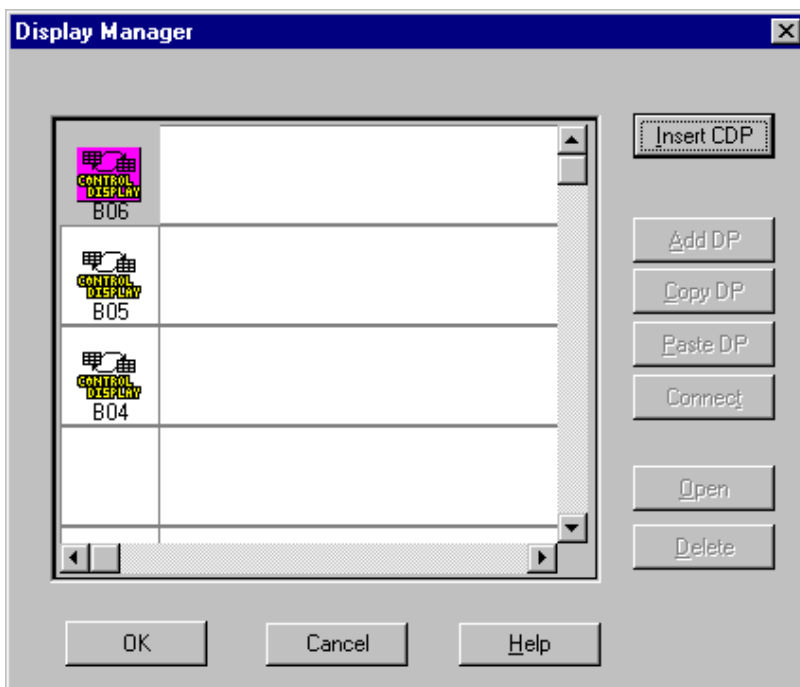 Display Manager
CONTROL
DISPLAY
B06
CONTROL
DISPLAY
B05
CONTROL
DISPLAY
B04
Insert CDP
Add DP
Copy DP
Paste DP
Connect
Open
Delete
OK
Cancel
Help